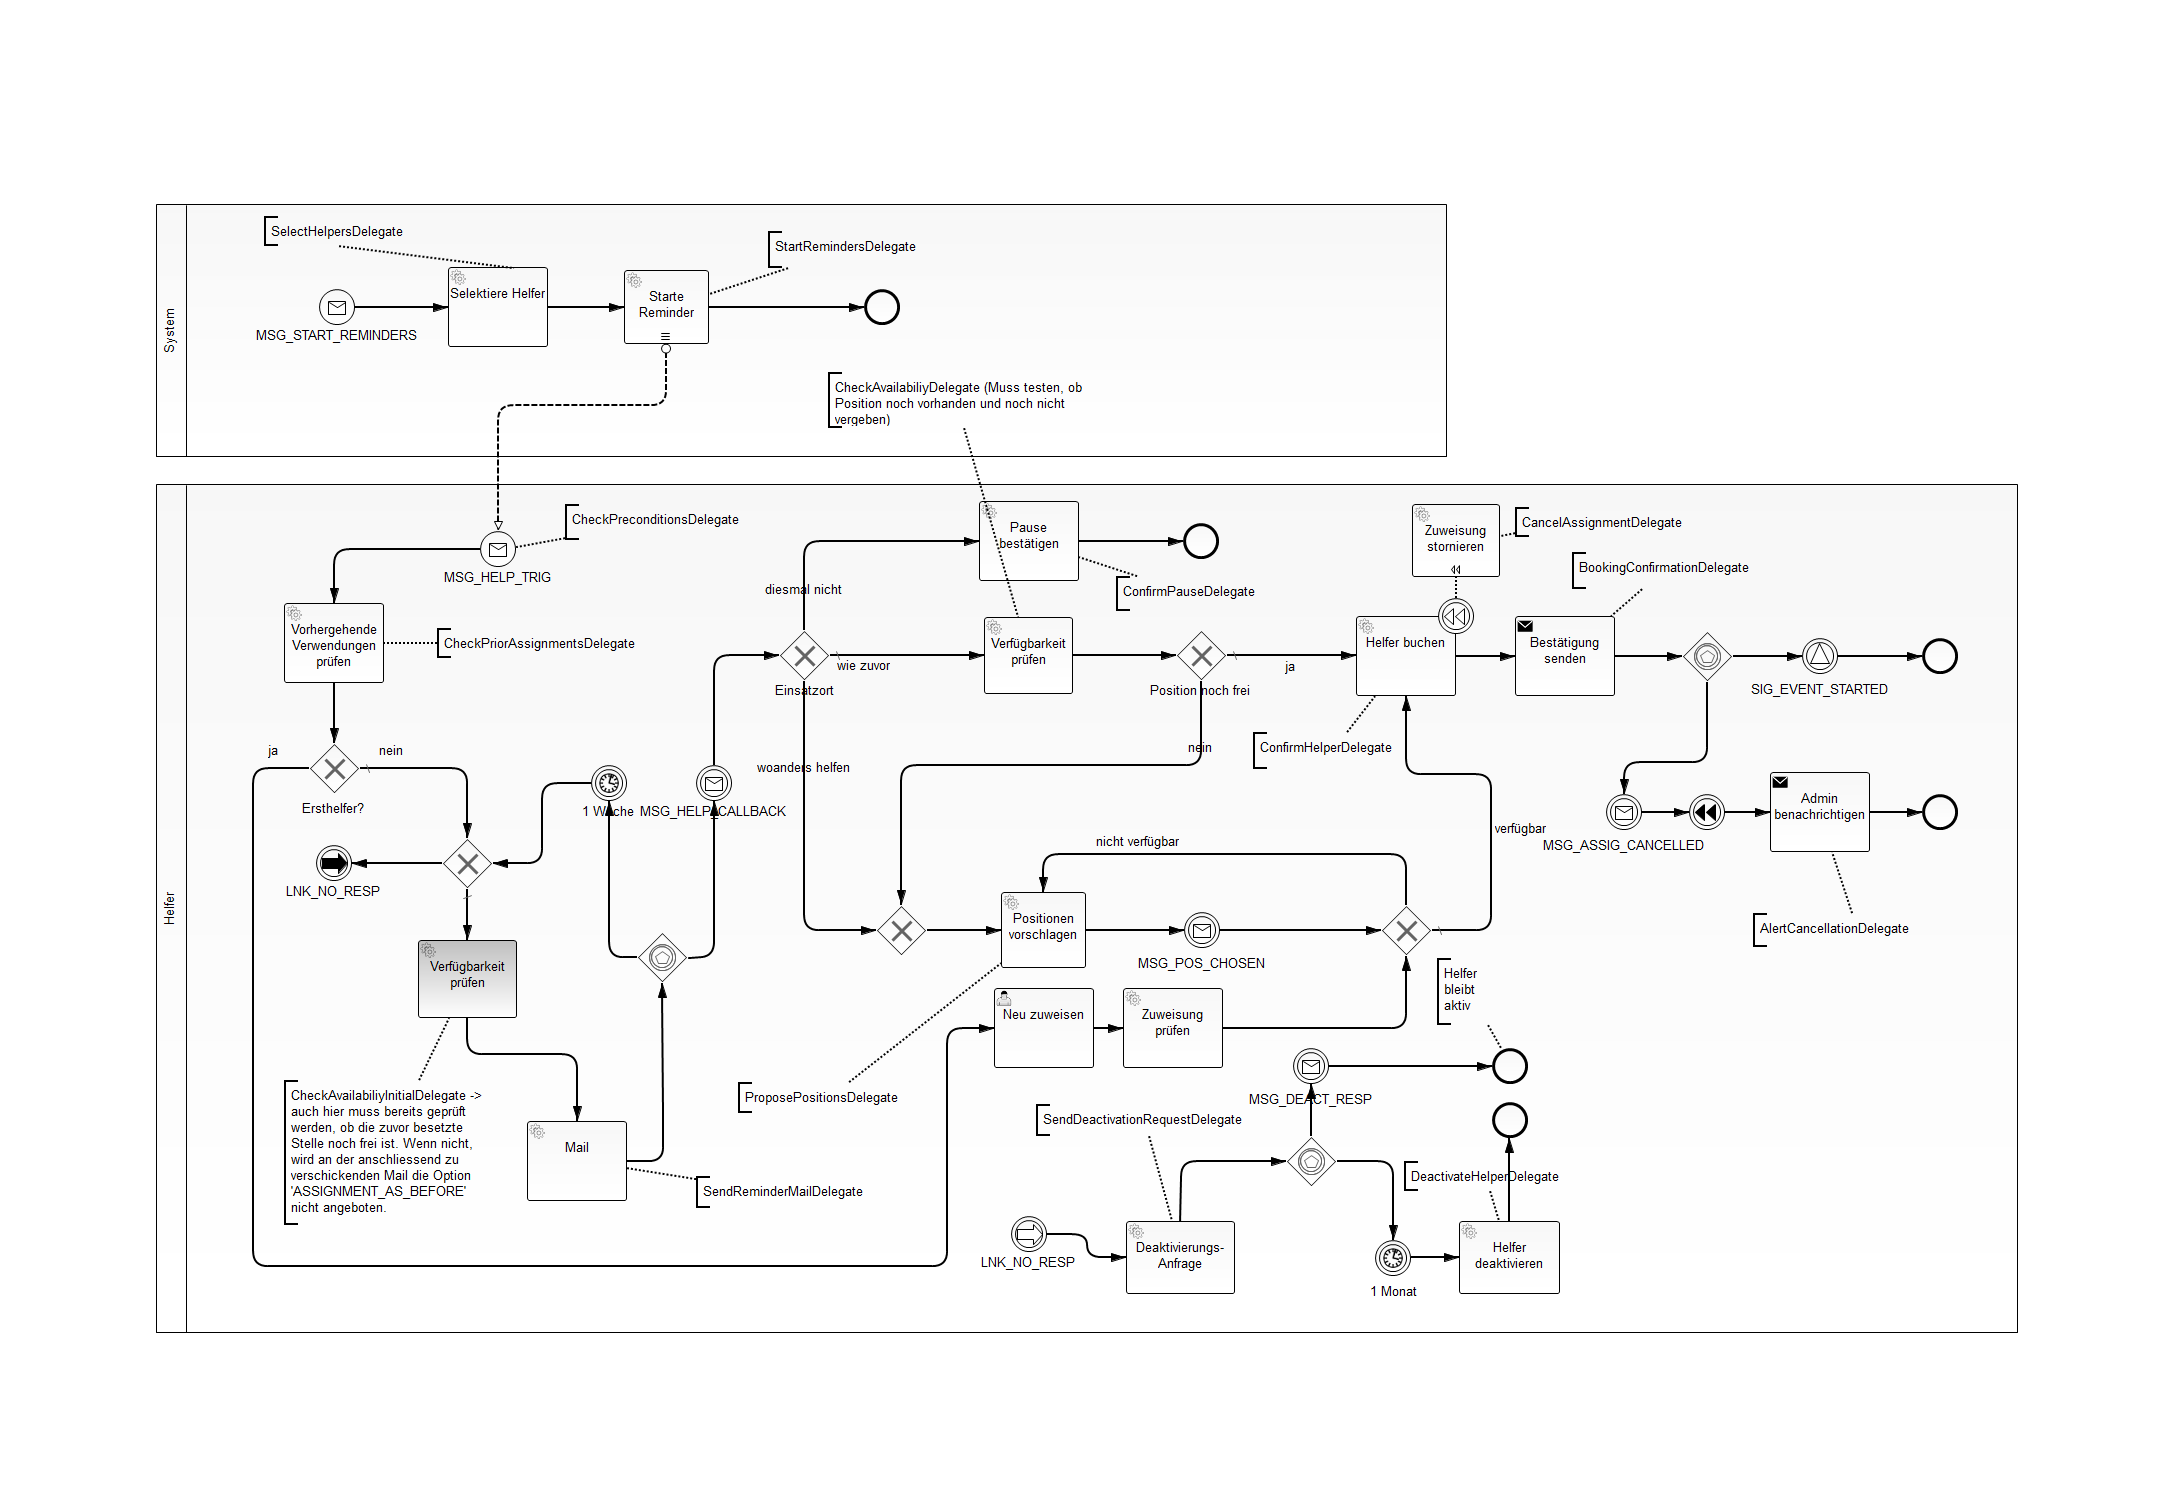 System
SelectHelpersDelegate
StartRemindersDelegate
Selektiere Helfer
Starte
Reminder
MSG_START_REMINDERS
CheckAvailabiliyDelegate (Muss testen, ob
Position noch vorhanden und noch nicht
vergeben)
Helfer
CheckPreconditionsDelegate
MSG_HELP_TRIG
Vorhergehende
Verwendungen
prüfen
CheckPriorAssignmentsDelegate
ja
nein
Ersthelfer?
LNK_NO_RESP
1 Woche
MSG_HELP_CALLBACK
Verfügbarkeit
prüfen
CheckAvailabiliyInitialDelegate ->
auch hier muss bereits geprüft
werden, ob die zuvor besetzte
Stelle noch frei ist. Wenn nicht,
wird an der anschliessend zu
verschickenden Mail die Option
'ASSIGNMENT_AS_BEFORE'
nicht angeboten.
Mail
SendReminderMailDelegate
diesmal nicht
wie zuvor
Einsatzort
woanders helfen
Pause
bestätigen
ConfirmPauseDelegate
Verfügbarkeit
prüfen
Position noch frei
ja
nein
Zuweisung
stornieren
CancelAssignmentDelegate
BookingConfirmationDelegate
Helfer buchen
Bestätigung
senden
ConfirmHelperDelegate
SIG_EVENT_STARTED
MSG_ASSIG_CANCELLED
Admin
benachrichtigen
AlertCancellationDelegate
verfügbar
nicht verfügbar
Positionen
vorschlagen
MSG_POS_CHOSEN
Neu zuweisen
Zuweisung
prüfen
Helfer
bleibt
aktiv
ProposePositionsDelegate
MSG_DEACT_RESP
SendDeactivationRequestDelegate
DeactivateHelperDelegate
LNK_NO_RESP
Deaktivierungs-
Anfrage
1 Monat
Helfer
deaktivieren